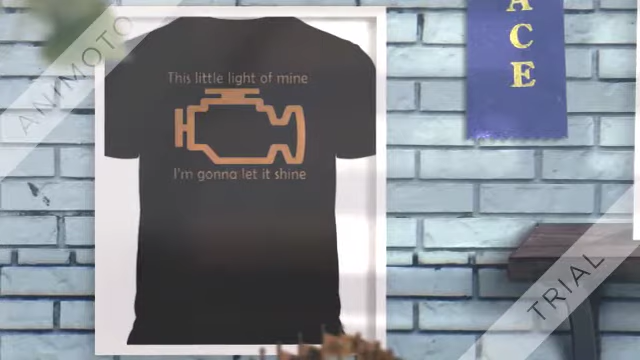 This little light of mine
I'm gonna let it shine
ACE
ANIMOTO
TRIAL